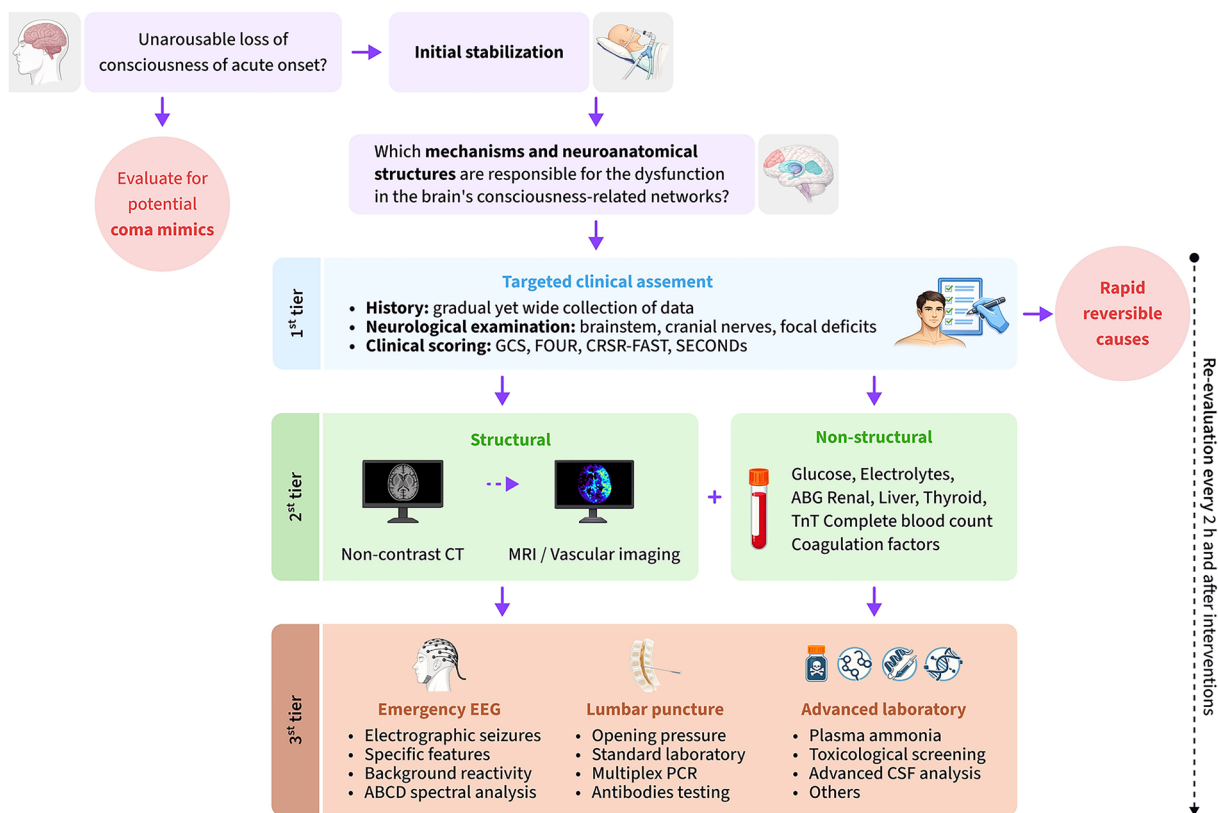 Unarousable loss of
consciousness of acute onset?
Initial stabilization
Evaluate for
potential
coma mimics
Which mechanisms and neuroanatomical
structures are responsible for the dysfunction
in the brain's consciousness-related networks?
1st tier
Targeted clinical assement
• History: gradual yet wide collection of data
• Neurological examination: brainstem, cranial nerves, focal deficits
• Clinical scoring: GCS, FOUR, CRSR-FAST, SECONDs
Rapid
reversible
causes
Re-evaluation every 2 h and after interventions
2st tier
Structural
Non-contrast CT
MRI / Vascular imaging
+
Non-structural
Glucose, Electrolytes,
ABG Renal, Liver, Thyroid,
TnT Complete blood count
Coagulation factors
3st tier
Emergency EEG
• Electrographic seizures
• Specific features
• Background reactivity
• ABCD spectral analysis
Lumbar puncture
• Opening pressure
• Standard laboratory
• Multiplex PCR
• Antibodies testing
Advanced laboratory
• Plasma ammonia
• Toxicological screening
• Advanced CSF analysis
• Others